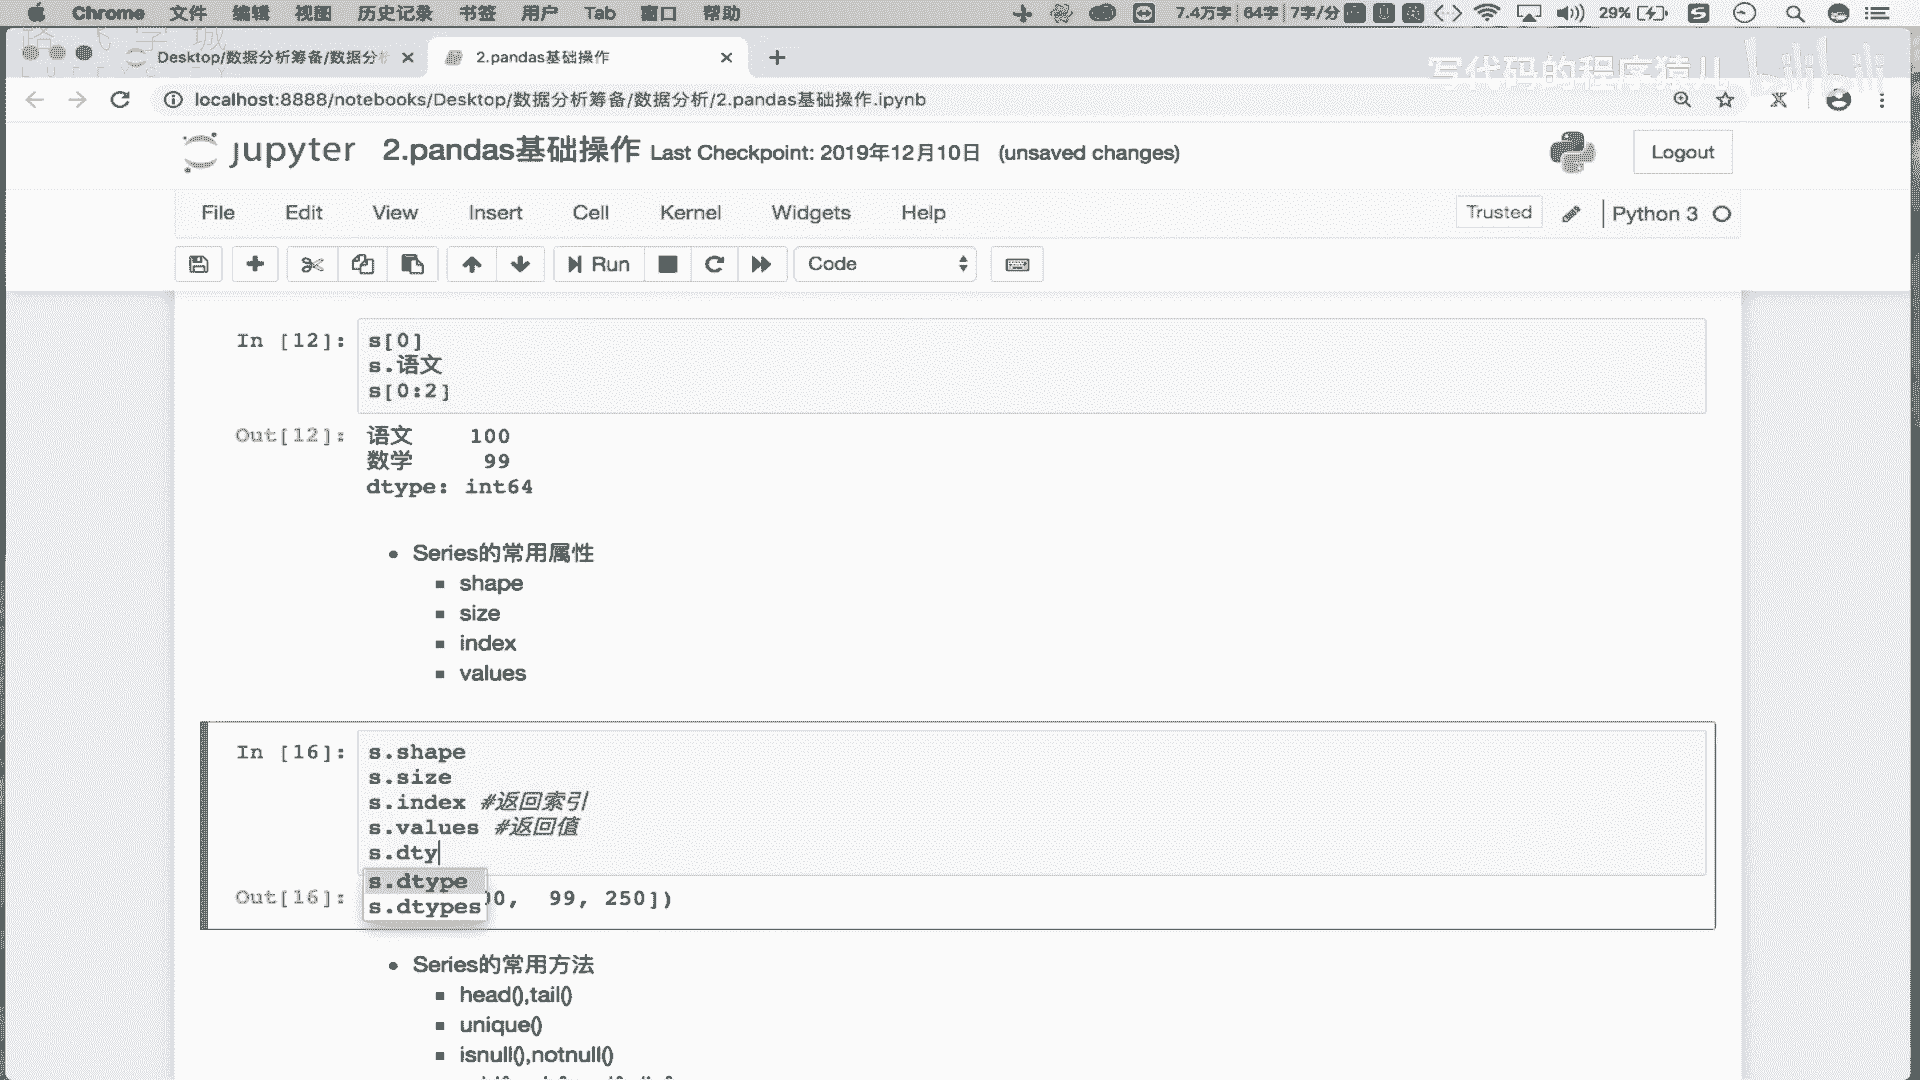 Chrome 文件 编辑 视图 历史记录 书签 用户 Tab 窗口 帮助 7.4万字 64字 7字/分 29%
Desktop/数据分析筹备/数据分析
2.pandas基础操作
写代码的程序猿儿 bilibili
localhost:8888/notebooks/Desktop/数据分析筹备/数据分析/2.pandas基础操作.ipynb
jupyter 2.pandas基础操作 Last Checkpoint: 2019年12月10日 (unsaved changes)
Logout
File Edit View Insert Cell Kernel Widgets Help
Trusted Python 3
Run Code
In [12]: s[0]
s.语文
s[0:2]
Out[12]: 语文 100
数学 99
dtype: int64
Series的常用属性
shape
size
index
values
In [16]: s.shape
s.size
s.index #返回索引
s.values #返回值
s.dty
s.dtype
s.dtypes
Out[16]: 00, 99, 250])
Series的常用方法
head(),tail()
unique()
isnull(),notnull()